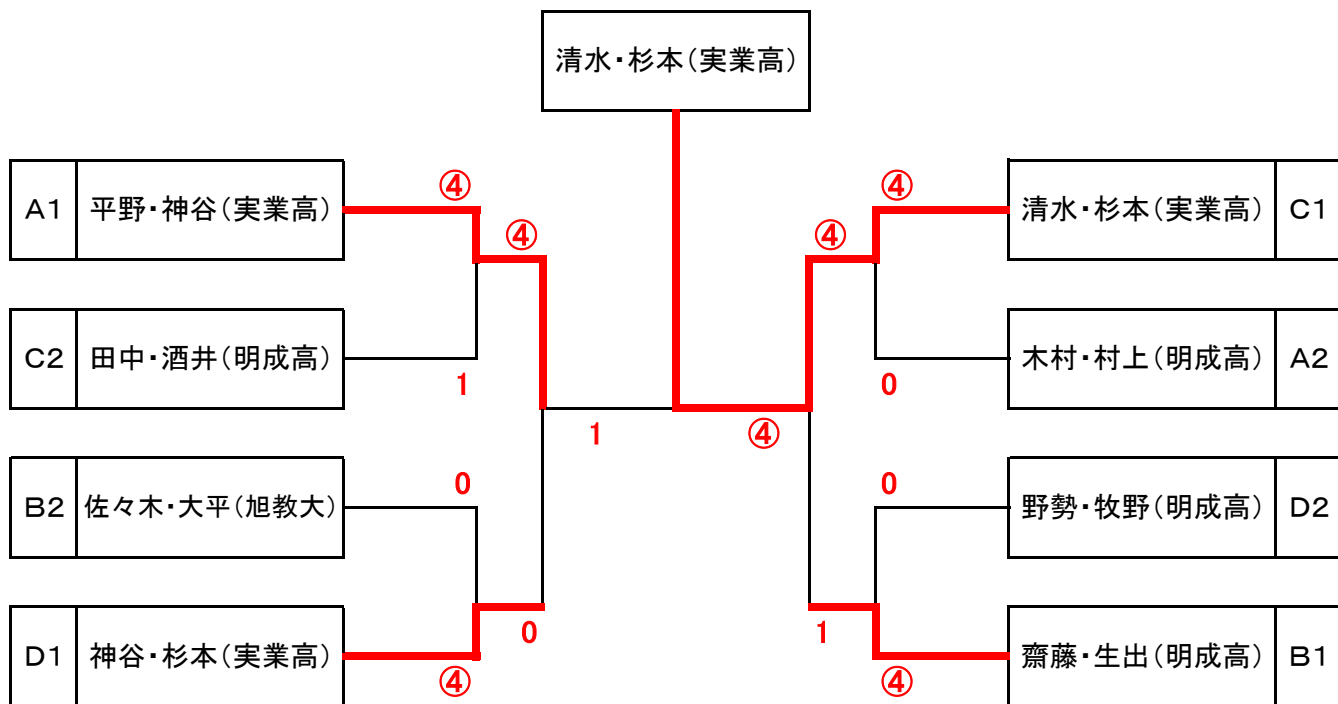 清水・杉本(実業高)
A1 平野・神谷(実業高)
④
④
C2 田中・酒井(明成高)
1
B2 佐々木・大平(旭教大)
0
D1 神谷・杉本(実業高)
④
0
1
④
④
④
清水・杉本(実業高) C1
木村・村上(明成高) A2
0
野勢・牧野(明成高) D2
0
齋藤・生出(明成高) B1
1
④